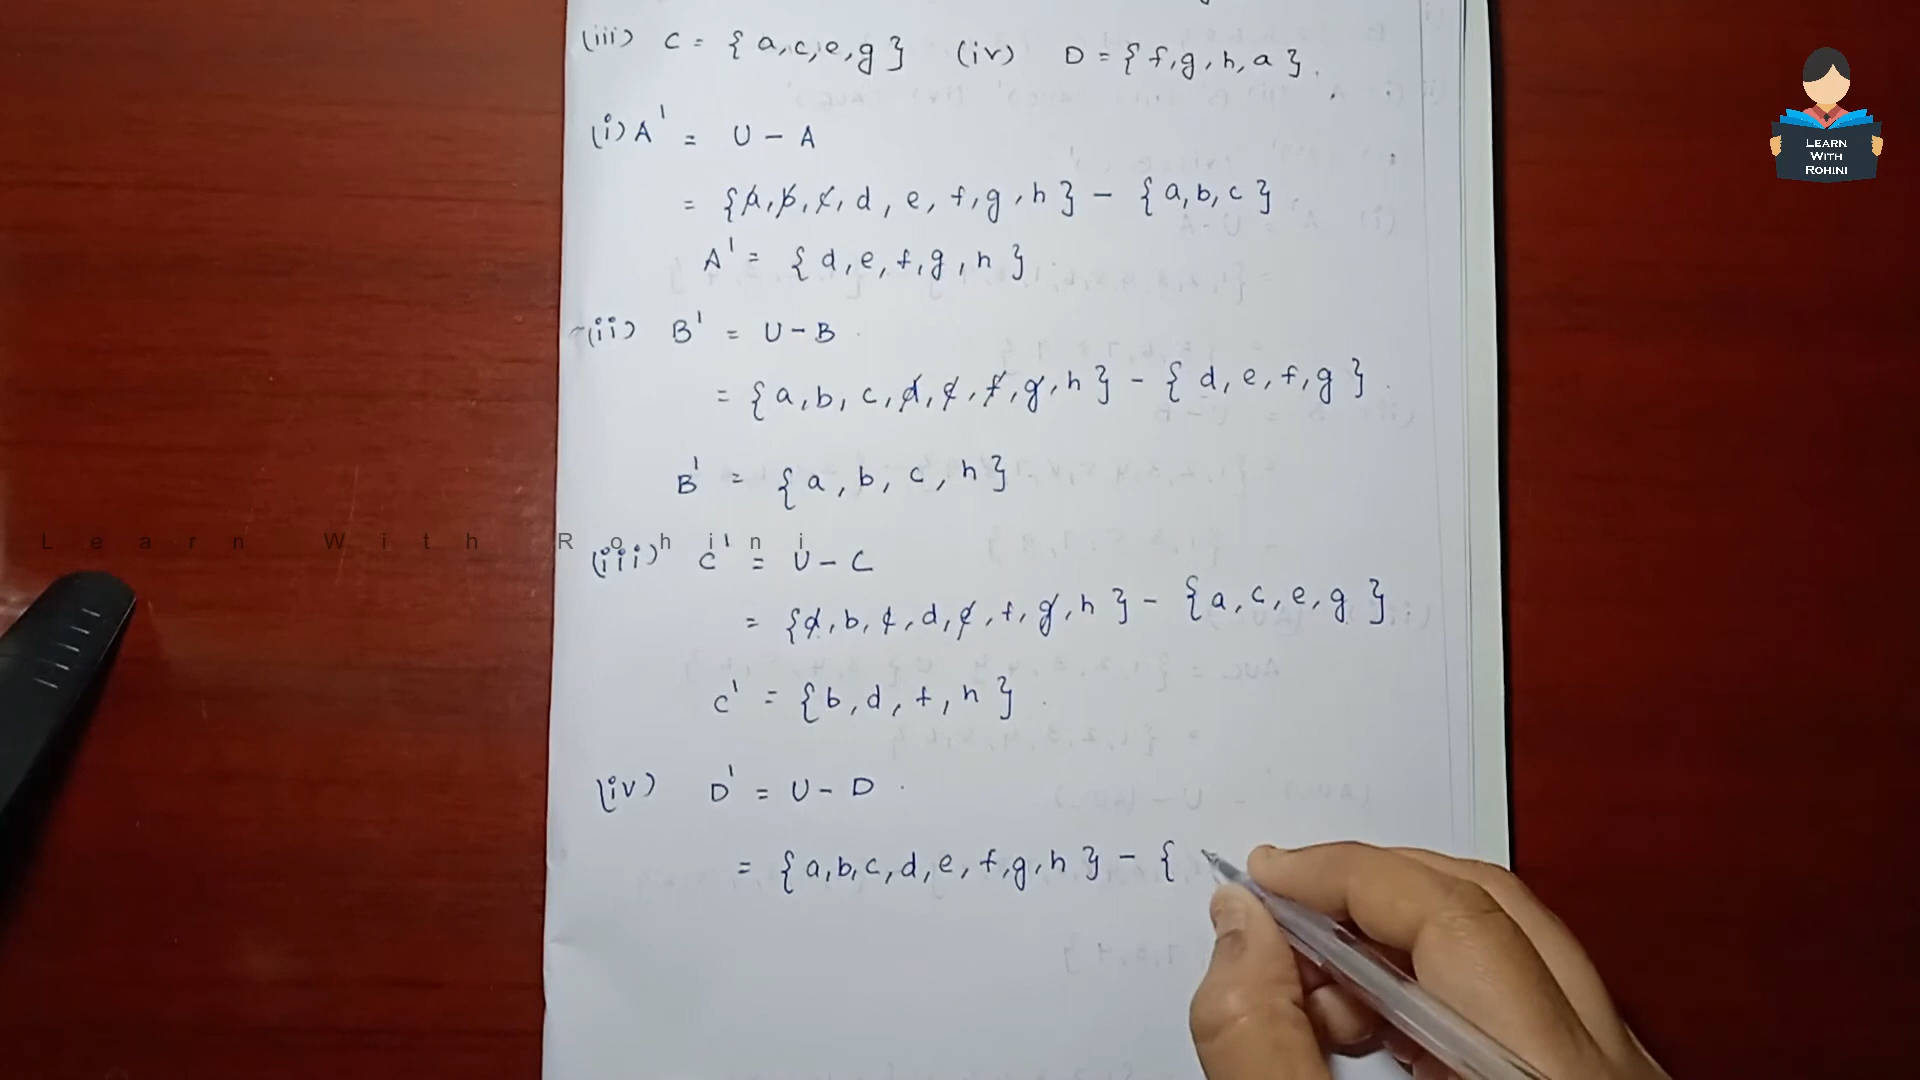 (iii) C = { a, c, e, g } (iv) D = { f, g, h, a }.
(i) A' = U - A
= { a, b, c, d, e, f, g, h } - { a, b, c }
A' = { d, e, f, g, h }
(ii) B' = U - B
= { a, b, c, d, e, f, g, h } - { d, e, f, g }
B' = { a, b, c, h }
(iii) C' = U - C
= { a, b, c, d, e, f, g, h } - { a, c, e, g }
C' = { b, d, f, h }
(iv) D' = U - D
= { a, b, c, d, e, f, g, h } - {
Learn With Rohini
LEARN
WITH
ROHINI